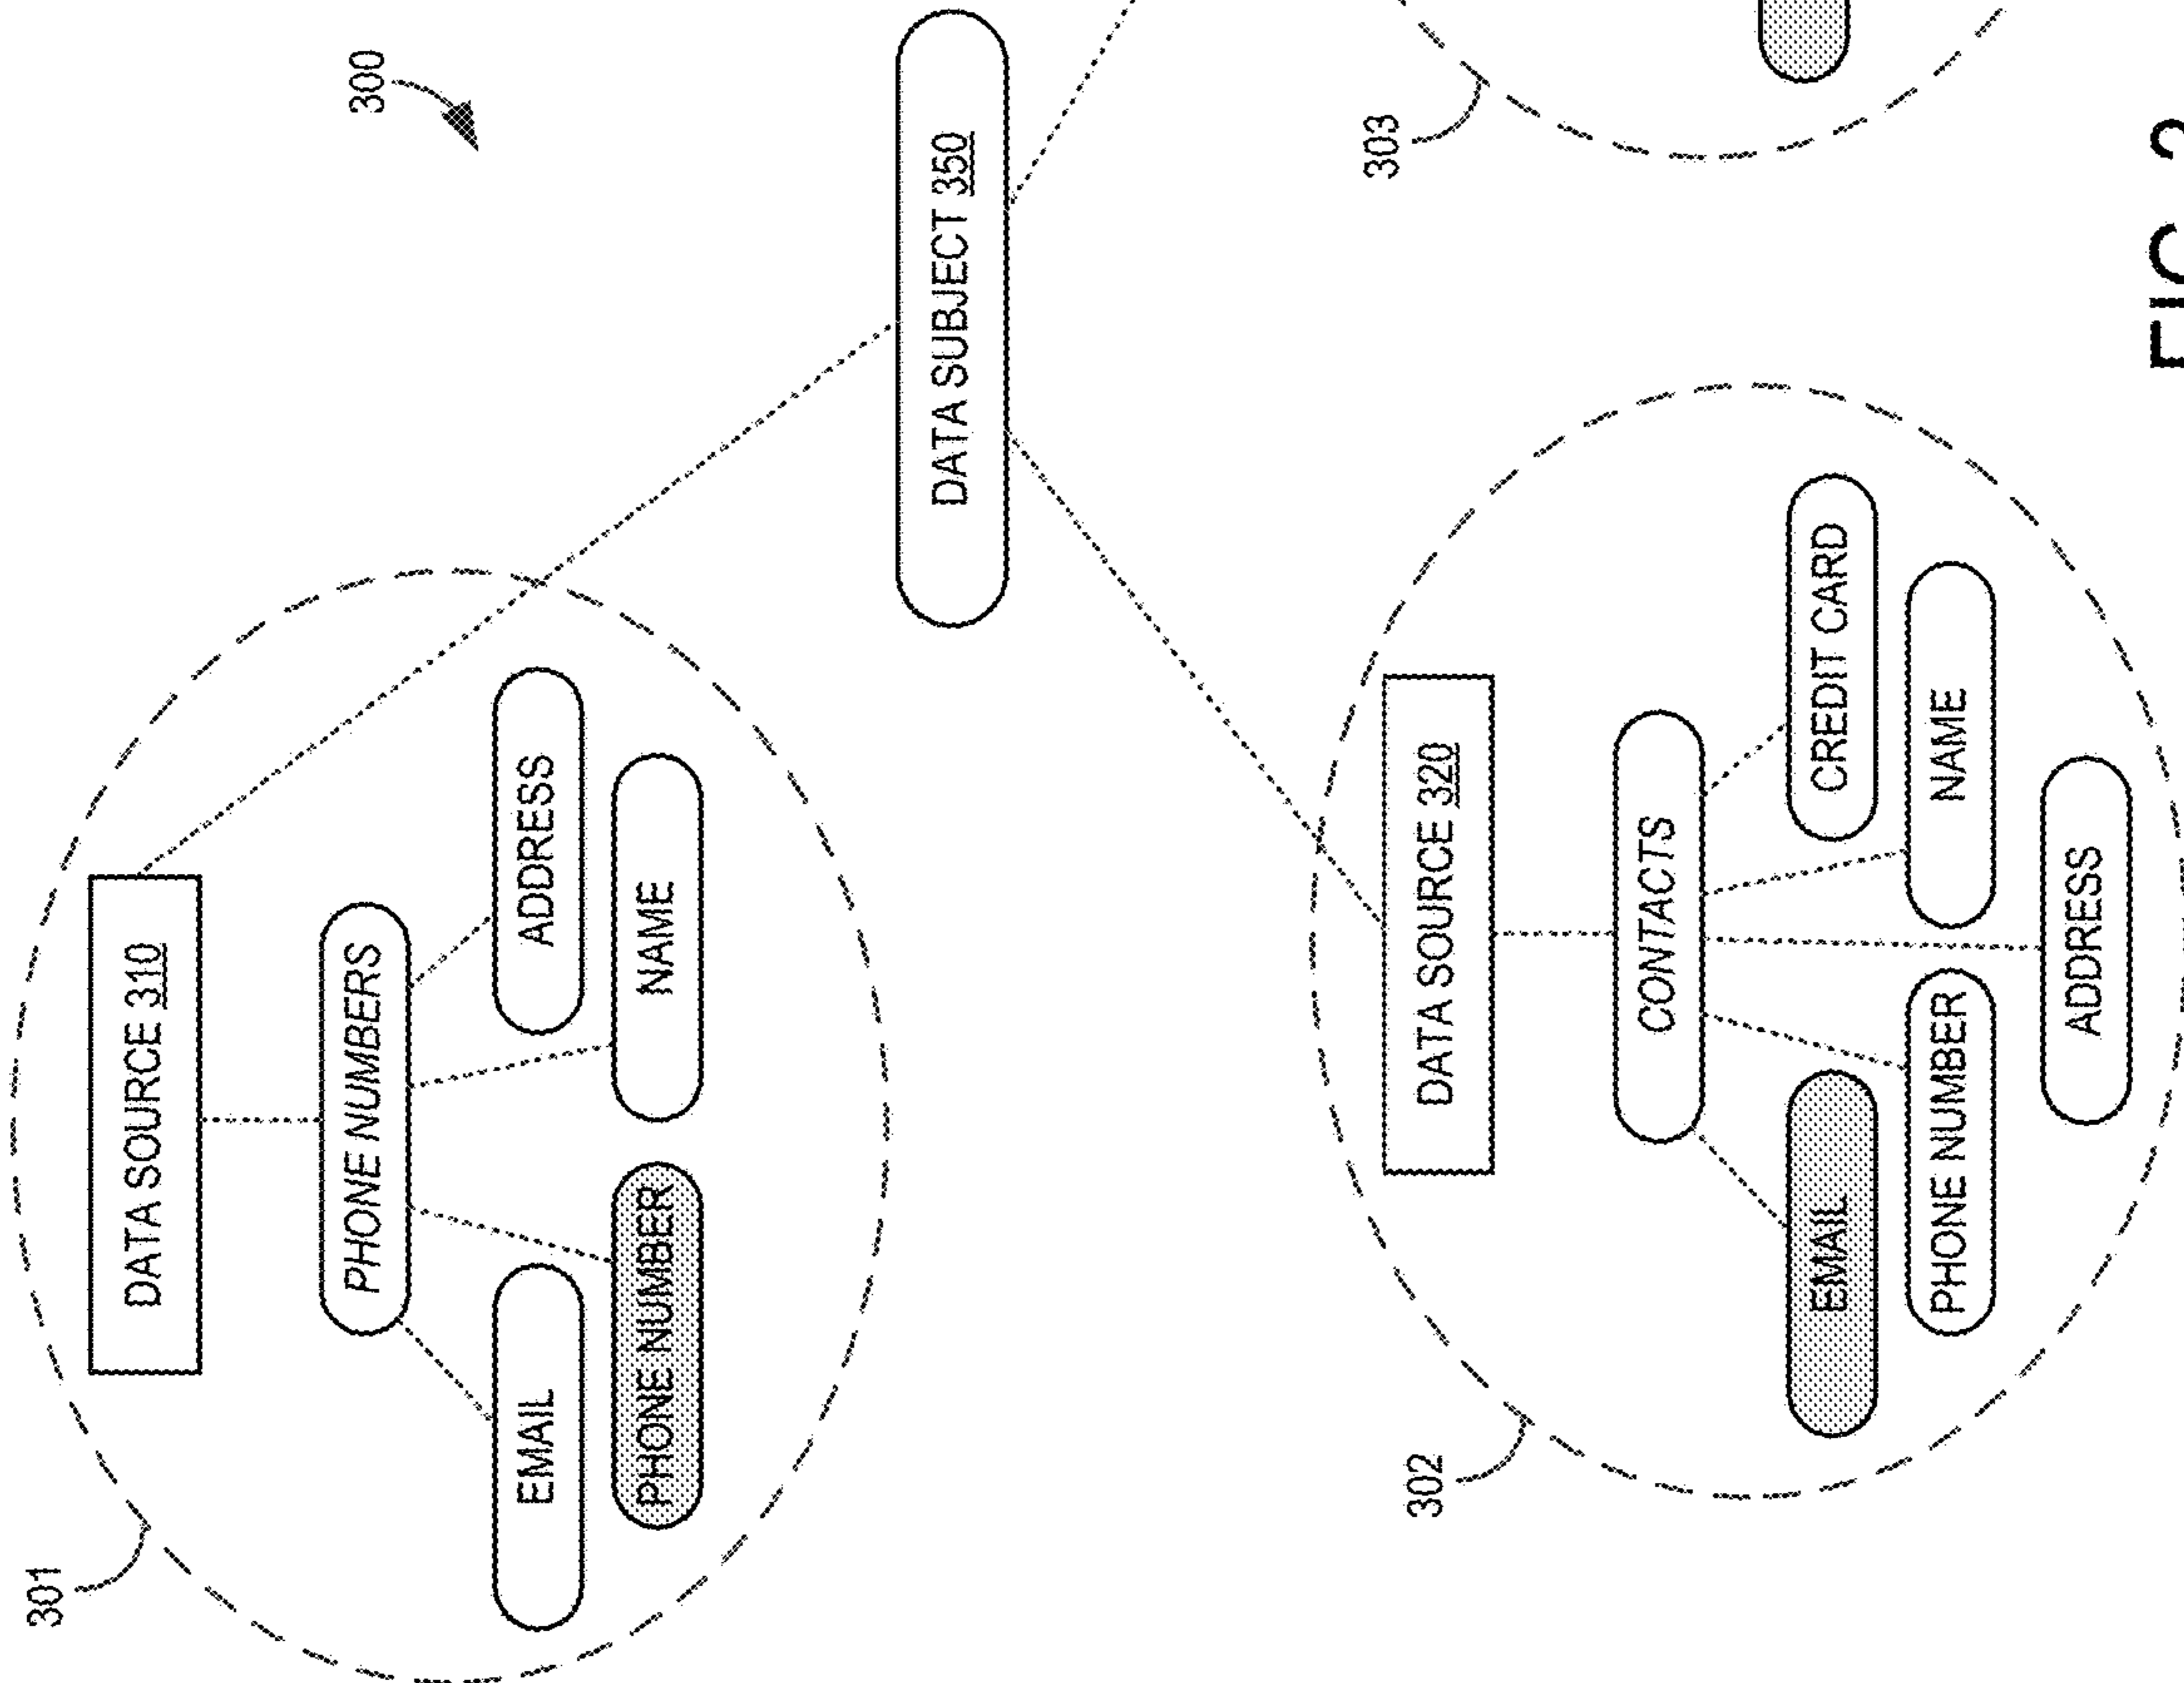 300
301
DATA SOURCE 310
PHONE NUMBERS
EMAIL
ADDRESS
PHONE NUMBER
NAME
DATA SUBJECT 350
302
DATA SOURCE 320
CONTACTS
EMAIL
CREDIT CARD
PHONE NUMBER
NAME
ADDRESS
303